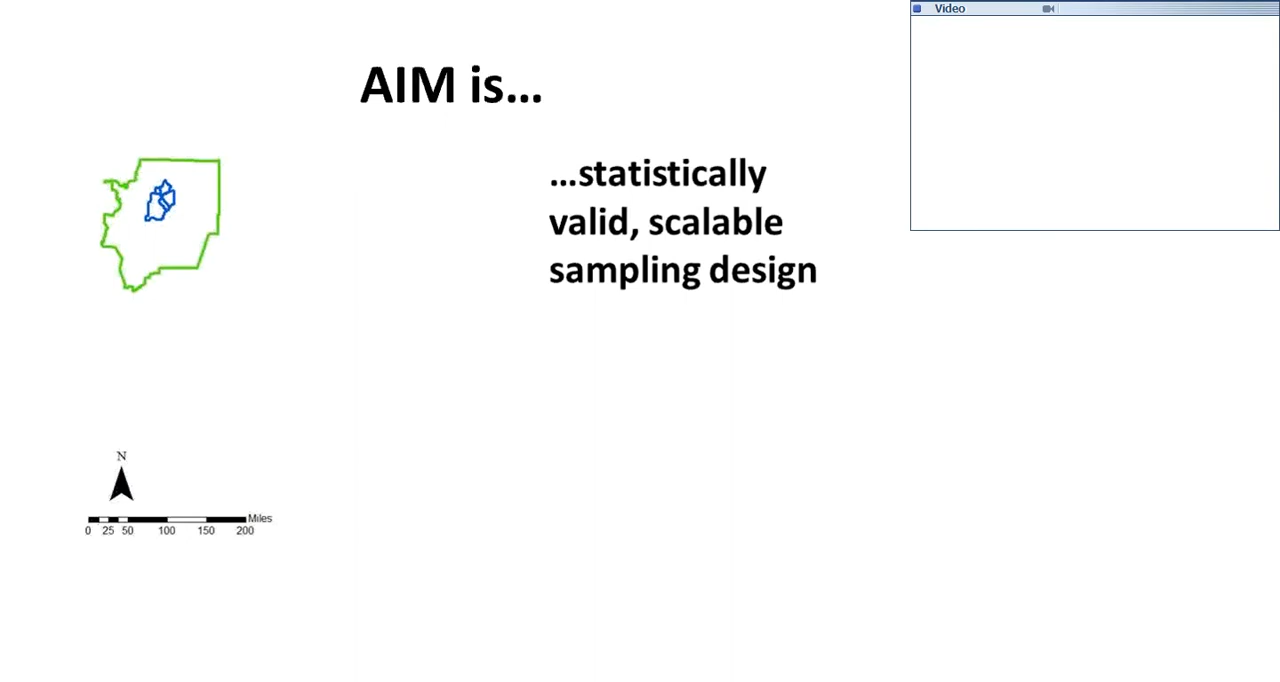 Video
AIM is...
...statistically
valid, scalable
sampling design
N
Miles
0 25 50 100 150 200